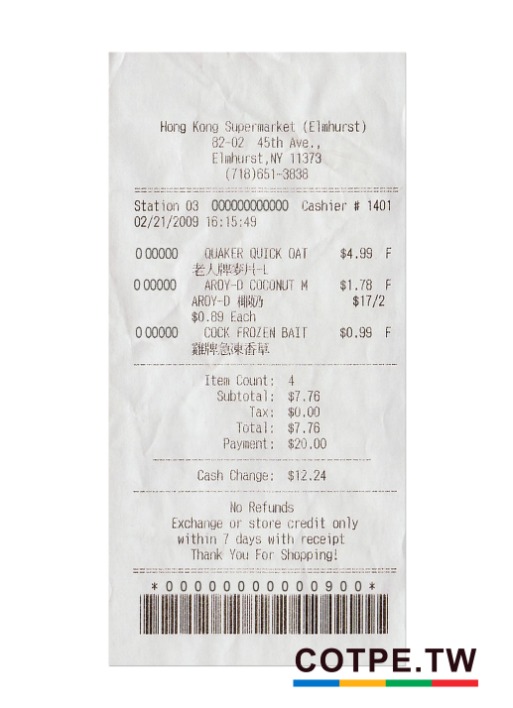 Hong Kong Supermarket (Elmhurst)
82-02 45th Ave.,
Elmhurst,NY 11373
(718)651-3838
Station 03 000000000000 Cashier # 1401
02/21/2009 16:15:49
0 00000 QUAKER QUICK OAT $4.99 F
老人牌麥片-L
0 00000 AROY-D COCONUT M $1.78 F
AROY-D 椰奶 $17/2
$0.89 Each
0 00000 COCK FROZEN BAIT $0.99 F
雞牌急凍香草
Item Count: 4
Subtotal: $7.76
Tax: $0.00
Total: $7.76
Payment: $20.00
Cash Change: $12.24
No Refunds
Exchange or store credit only
within 7 days with receipt
Thank You For Shopping!
*0000000000000900*
COTPE.TW